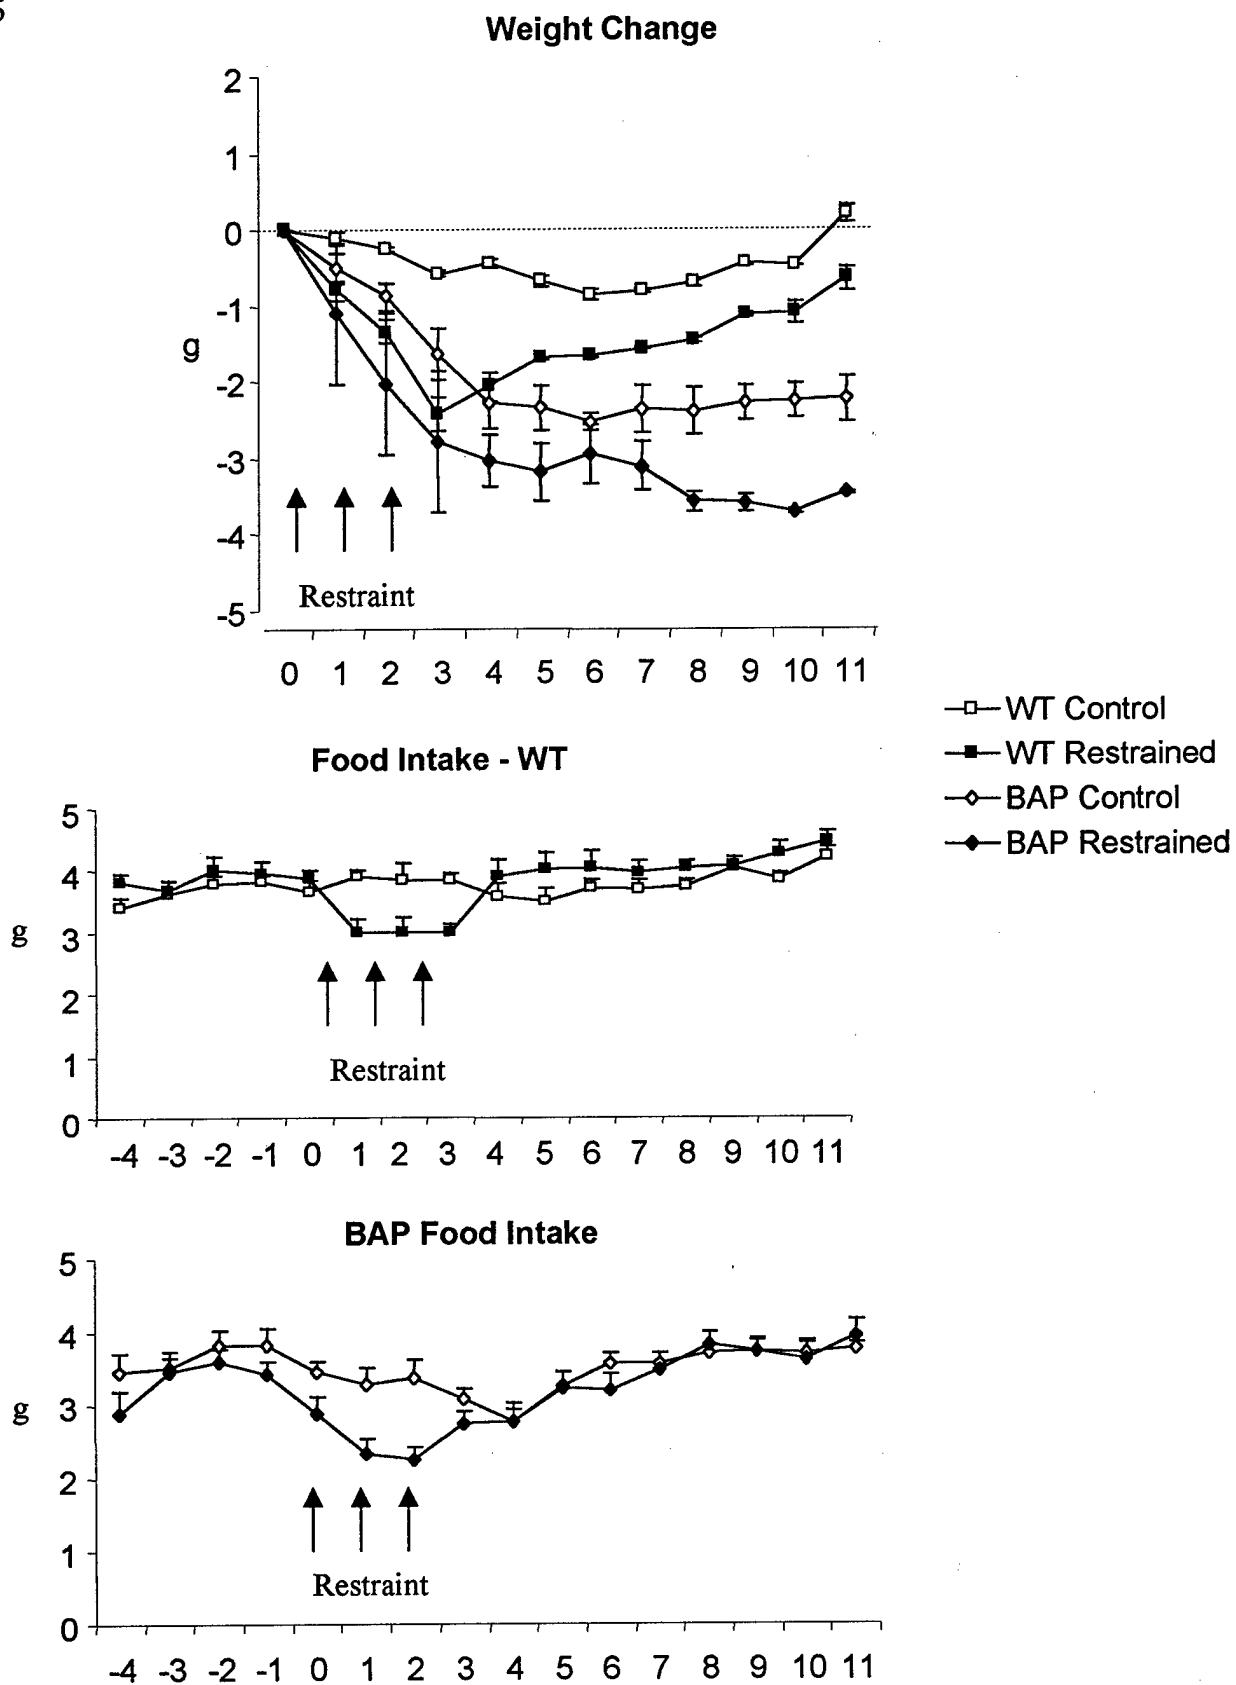 Weight Change
2
1
0
-1
g
-2
-3
-4
Restraint
-5
0 1 2 3 4 5 6 7 8 9 10 11
WT Control
WT Restrained
BAP Control
BAP Restrained
Food Intake - WT
5
4
g
3
2
1
Restraint
0
-4 -3 -2 -1 0 1 2 3 4 5 6 7 8 9 10 11
BAP Food Intake
5
4
3
g
2
1
Restraint
0
-4 -3 -2 -1 0 1 2 3 4 5 6 7 8 9 10 11